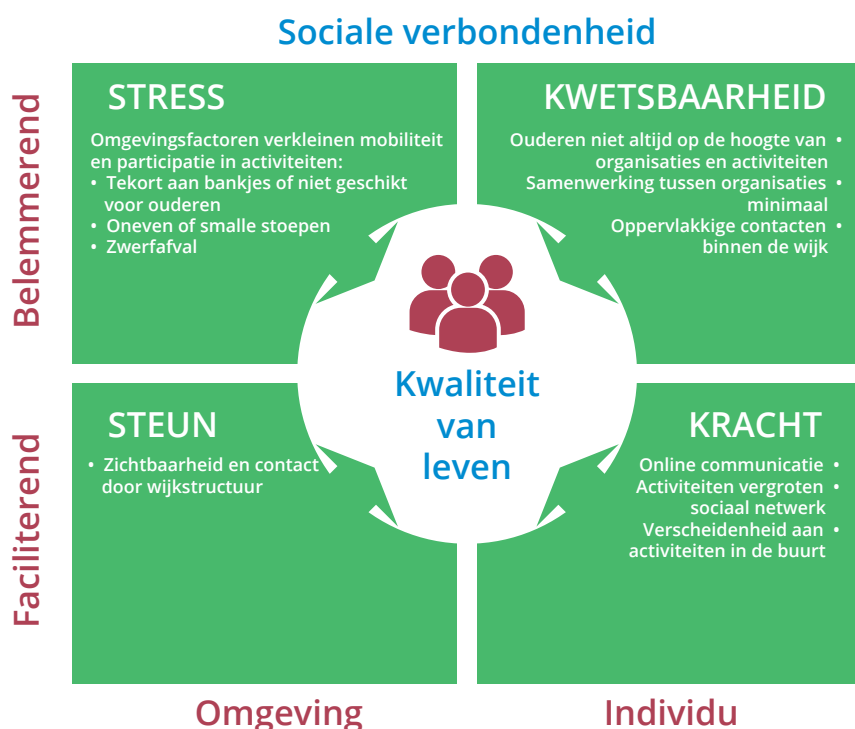 Sociale verbondenheid
Belemmerend
STRESS
Omgevingsfactoren verkleinen mobiliteit
en participatie in activiteiten:
• Tekort aan bankjes of niet geschikt
voor ouderen
• Oneven of smalle stoepen
• Zwerfafval
KWETSBAARHEID
Ouderen niet altijd op de hoogte van •
organisaties en activiteiten
Samenwerking tussen organisaties •
minimaal
Oppervlakkige contacten •
binnen de wijk
Kwaliteit
van
leven
Faciliterend
STEUN
• Zichtbaarheid en contact
door wijkstructuur
KRACHT
Online communicatie •
Activiteiten vergroten •
sociaal netwerk
Verscheidenheid aan •
activiteiten in de buurt
Omgeving
Individu